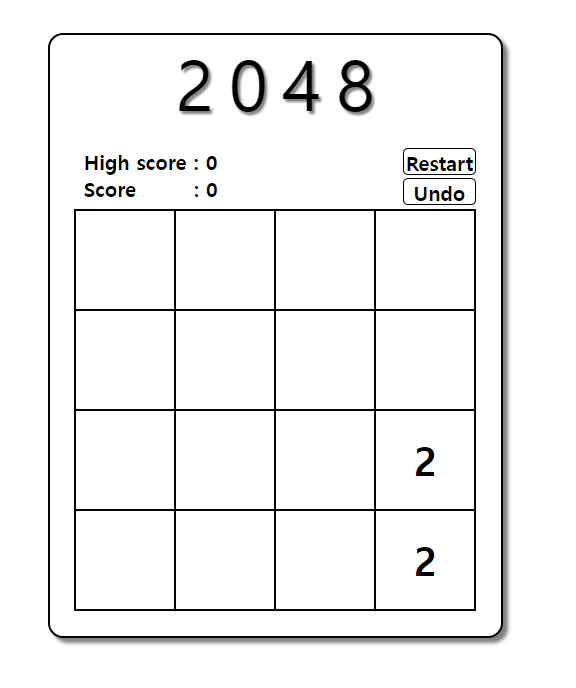 2048
High score : 0
Restart
Score : 0
Undo
2
2